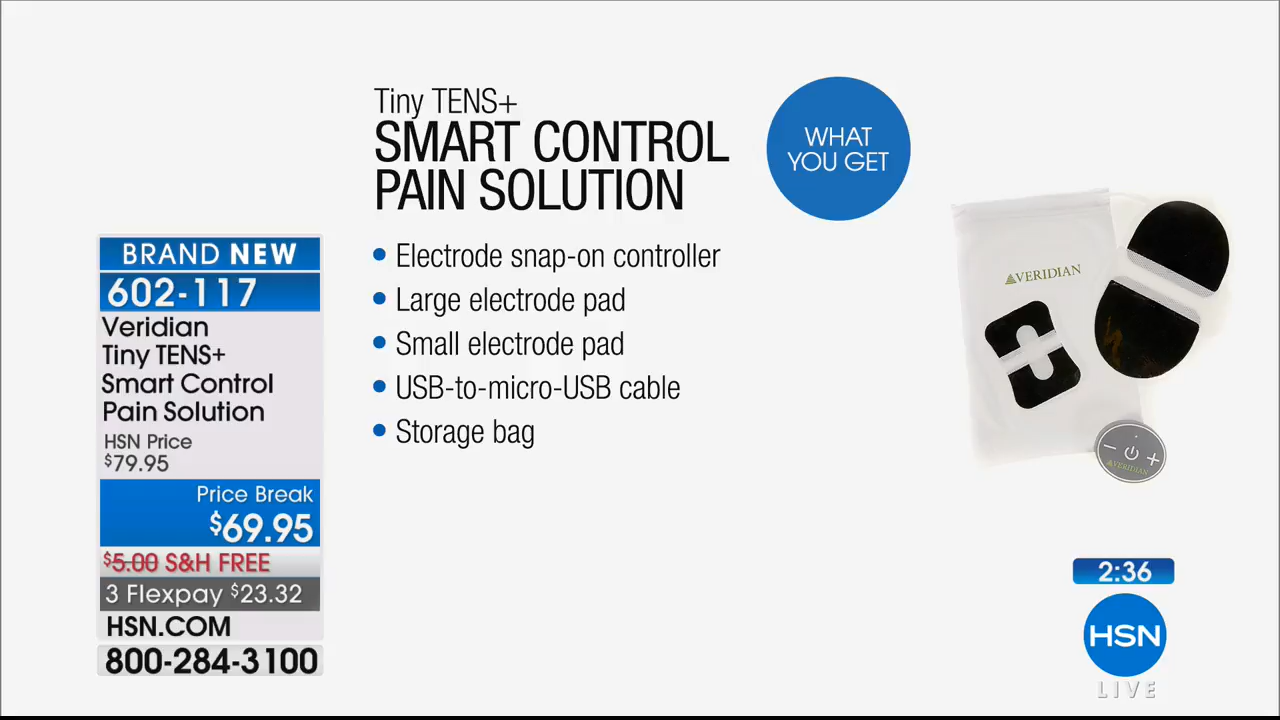 Tiny TENS+
SMART CONTROL
PAIN SOLUTION
WHAT
YOU GET
• Electrode snap-on controller
• Large electrode pad
• Small electrode pad
• USB-to-micro-USB cable
• Storage bag
BRAND NEW
602-117
Veridian
Tiny TENS+
Smart Control
Pain Solution
HSN Price
$79.95
Price Break
$69.95
$5.00 S&H FREE
3 Flexpay $23.32
HSN.COM
800-284-3100
VERIDIAN
VERIDIAN
2:36
HSN
LIVE